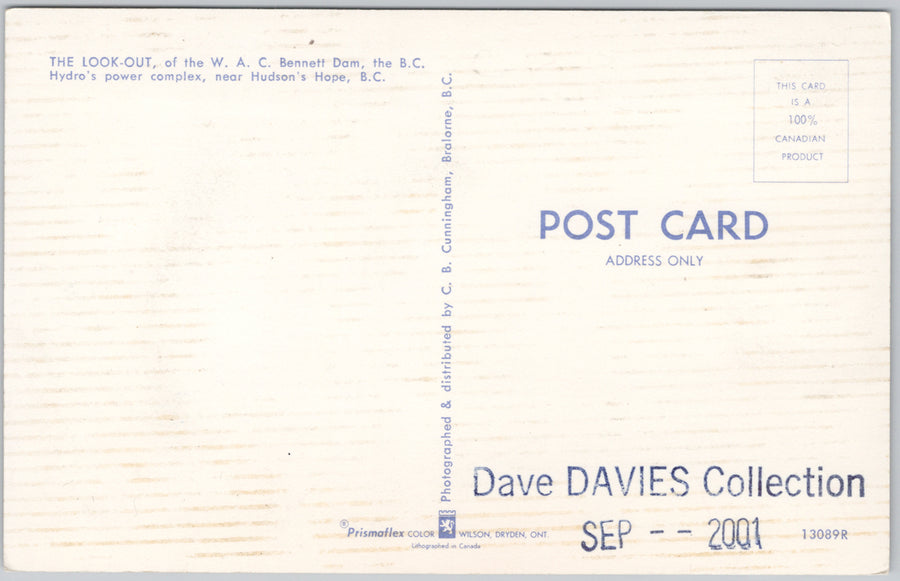 THE LOOK-OUT, of the W. A. C. Bennett Dam, the B.C.
Hydro's power complex, near Hudson's Hope, B.C.
Photographed & distributed by C. B. Cunningham, Bralorne, B.C.
THIS CARD
IS A
100%
CANADIAN
PRODUCT
POST CARD
ADDRESS ONLY
Dave DAVIES Collection
SEP -- 2001
®Prismaflex COLOR WILSON, DRYDEN, ONT.
Lithographed in Canada
13089R